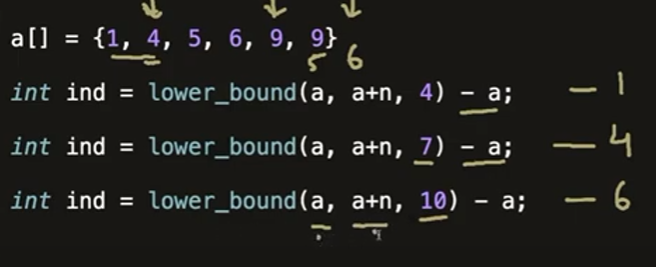 a[] = {1, 4, 5, 6, 9, 9}
5 6
int ind = lower_bound(a, a+n, 4) - a; — 1
int ind = lower_bound(a, a+n, 7) - a; — 4
int ind = lower_bound(a, a+n, 10) - a; — 6